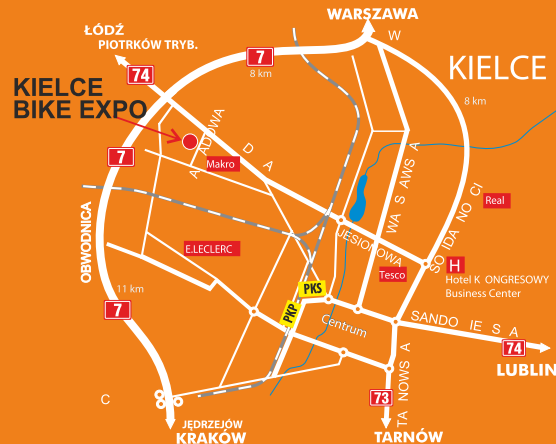 WARSZAWA
ŁÓDŹ
PIOTRKÓW TRYB.
W
7
8 km
74
KIELCE
KIELCE
BIKE EXPO
8 km
A ADOWA
D A
Makro
7
WA S AWS A
SO IDA NO CI
Real
JESIONOWA
OBWODNICA
E.LECLERC
Tesco
H
Hotel K ONGRESOWY
Business Center
11 km
PKS
PKP
7
Centrum
SANDO IE S A
74
LUBLIN
TA NOWS A
73
C
JĘDRZEJÓW
KRAKÓW
TARNÓW